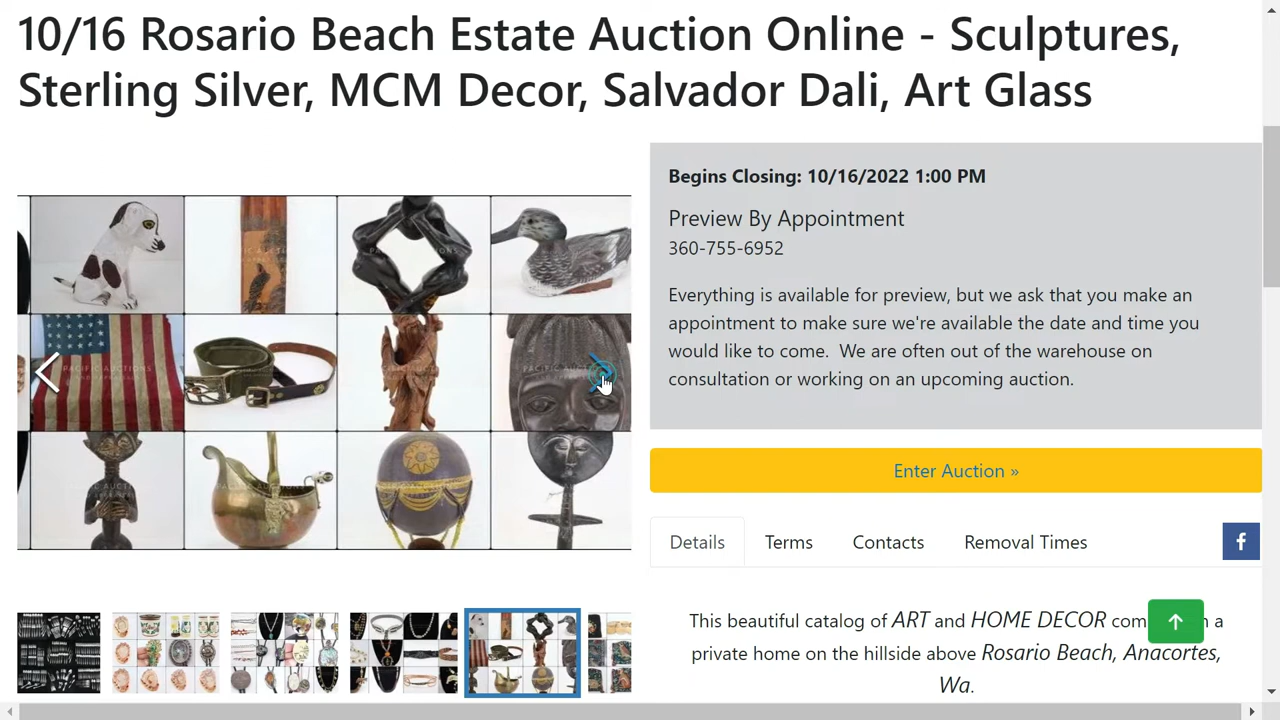 10/16 Rosario Beach Estate Auction Online - Sculptures,
Sterling Silver, MCM Decor, Salvador Dali, Art Glass
Begins Closing: 10/16/2022 1:00 PM
Preview By Appointment
360-755-6952
Everything is available for preview, but we ask that you make an
appointment to make sure we're available the date and time you
would like to come. We are often out of the warehouse on
consultation or working on an upcoming auction.
Enter Auction »
Details Terms Contacts Removal Times
This beautiful catalog of ART and HOME DECOR com a
private home on the hillside above Rosario Beach, Anacortes,
Wa.